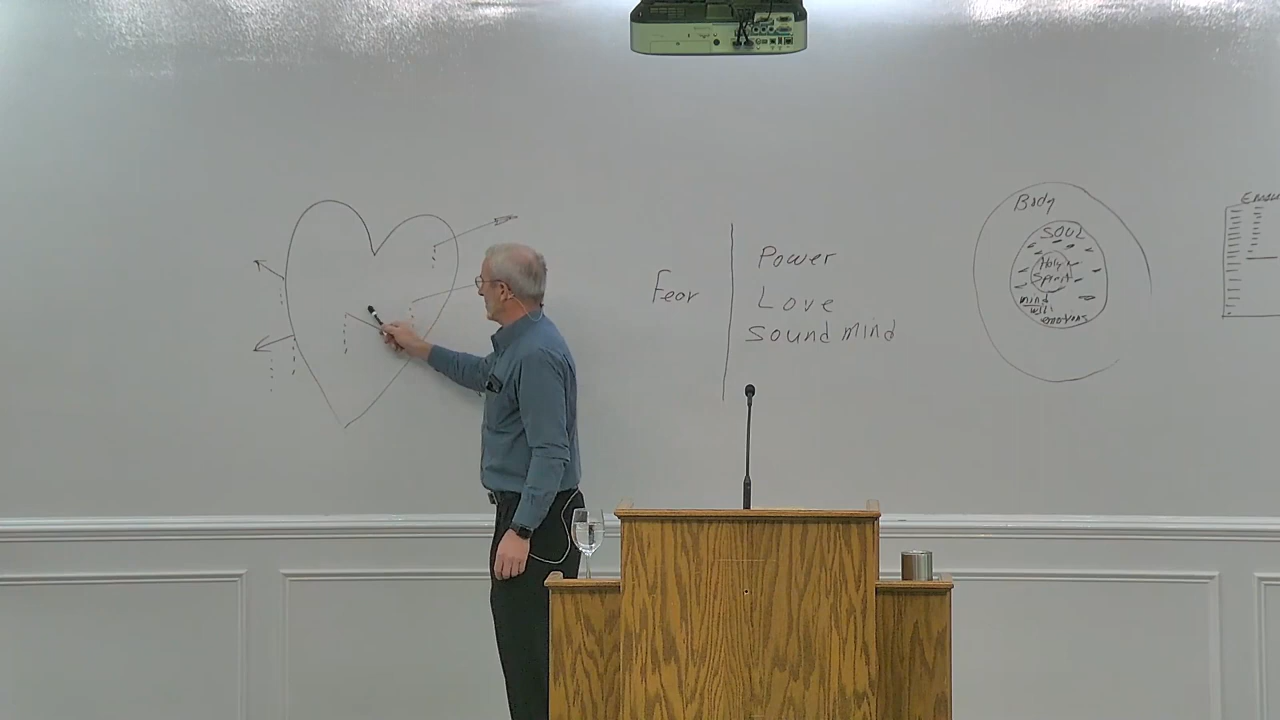 Fear
Power
Love
Sound Mind
Body
SOUL
Holy
Spirit
mind
will
emotions